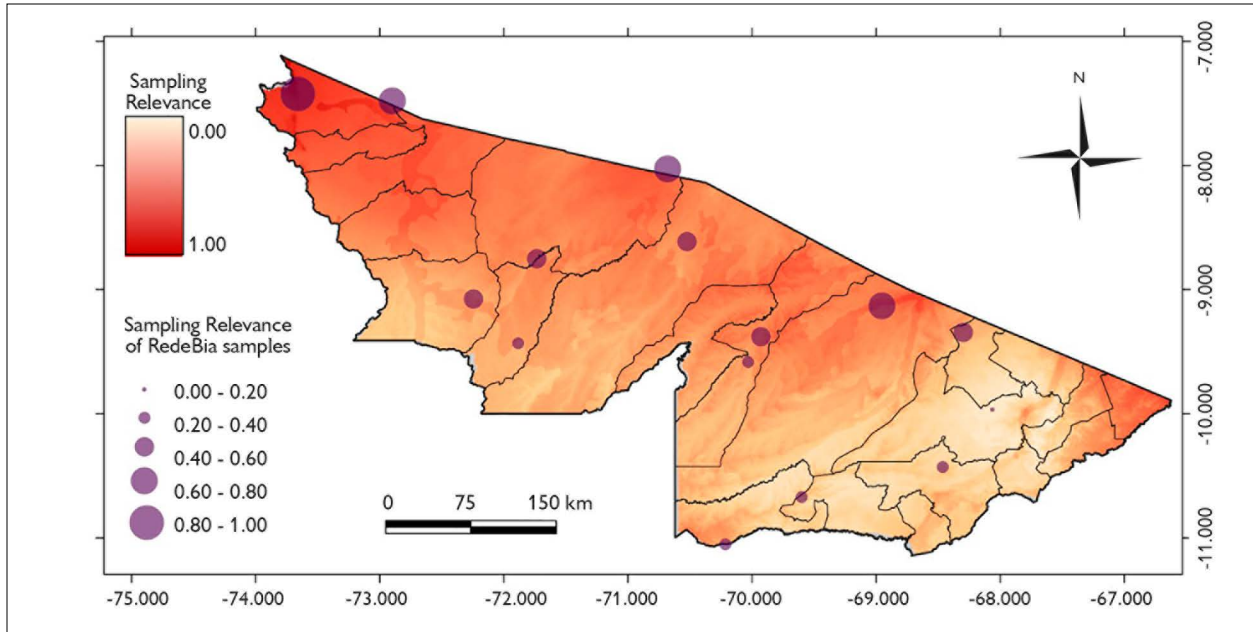 Sampling
Relevance
0.00
1.00
Sampling Relevance
of RedeBia samples
0.00 - 0.20
0.20 - 0.40
0.40 - 0.60
0.60 - 0.80
0.80 - 1.00
0 75 150 km
N
-7.000
-8.000
-9.000
-10.000
-11.000
-75.000 -74.000 -73.000 -72.000 -71.000 -70.000 -69.000 -68.000 -67.000